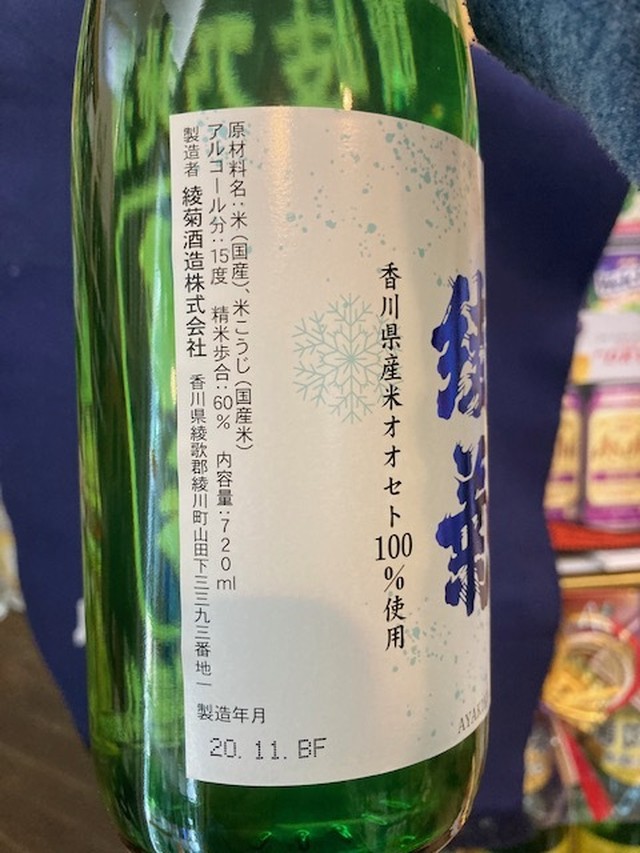 綾菊
香川県産米オオセト100%使用
原材料名:米(国産)、米こうじ(国産米)
アルコール分:15度 精米歩合:60% 内容量:720ml
製造者 綾菊酒造株式会社 香川県綾歌郡綾川町山田下三三九三番地一
製造年月
20.11.BF